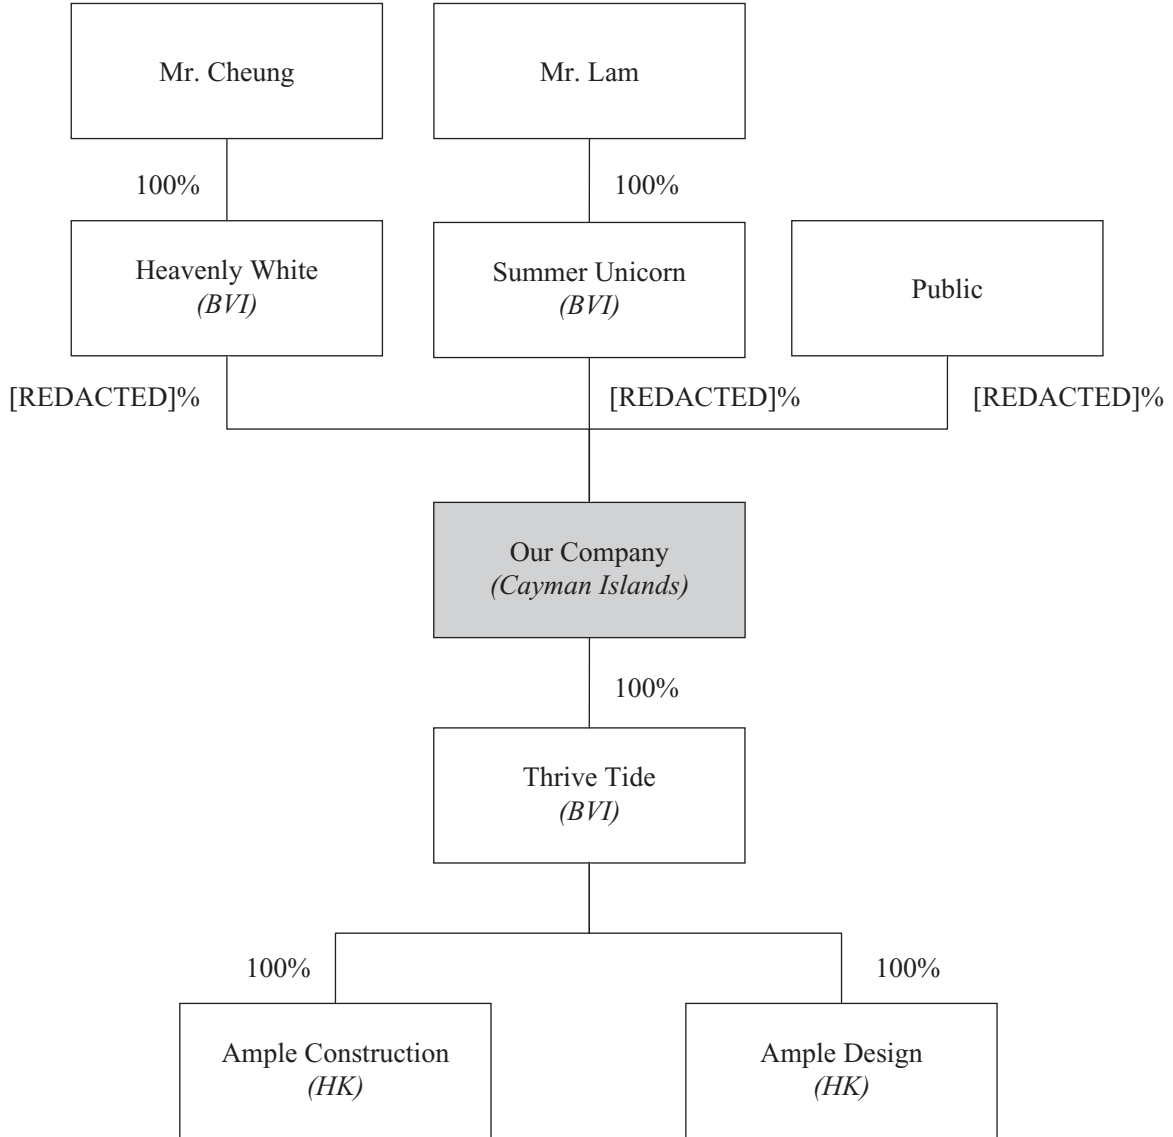 Mr. Cheung
Mr. Lam
100%
100%
Heavenly White
(BVI)
Summer Unicorn
(BVI)
Public
[REDACTED]%
[REDACTED]%
[REDACTED]%
Our Company
(Cayman Islands)
100%
Thrive Tide
(BVI)
100%
100%
Ample Construction
(HK)
Ample Design
(HK)